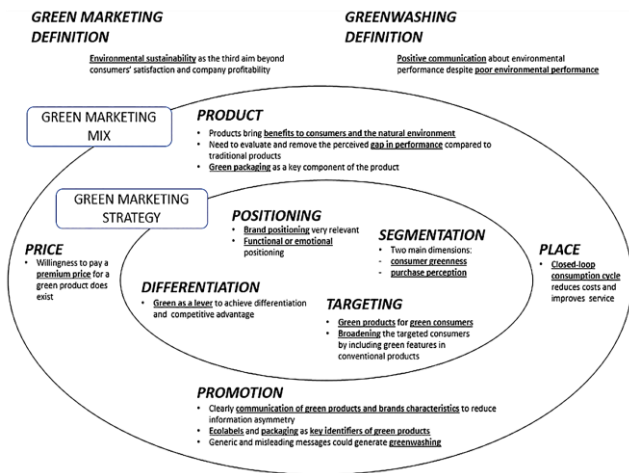 GREEN MARKETING
DEFINITION
Environmental sustainability as the third aim beyond
consumers' satisfaction and company profitability
GREENWASHING
DEFINITION
Positive communication about environmental
performance despite poor environmental performance
GREEN MARKETING
MIX
PRODUCT
• Products bring benefits to consumers and the natural environment
• Need to evaluate and remove the perceived gap in performance compared to
traditional products
• Green packaging as a key component of the product
GREEN MARKETING
STRATEGY
POSITIONING
• Brand positioning very relevant
• Functional or emotional
positioning
SEGMENTATION
• Two main dimensions:
- consumer greenness
- purchase perception
PRICE
• Willingness to pay a
premium price for a
green product does
exist
PLACE
• Closed-loop
consumption cycle
reduces costs and
improves service
DIFFERENTIATION
• Green as a lever to achieve differentiation
and competitive advantage
TARGETING
• Green products for green consumers
• Broadening the targeted consumers
by including green features in
conventional products
PROMOTION
• Clearly communication of green products and brands characteristics to reduce
information asymmetry
• Ecolabels and packaging as key identifiers of green products
• Generic and misleading messages could generate greenwashing